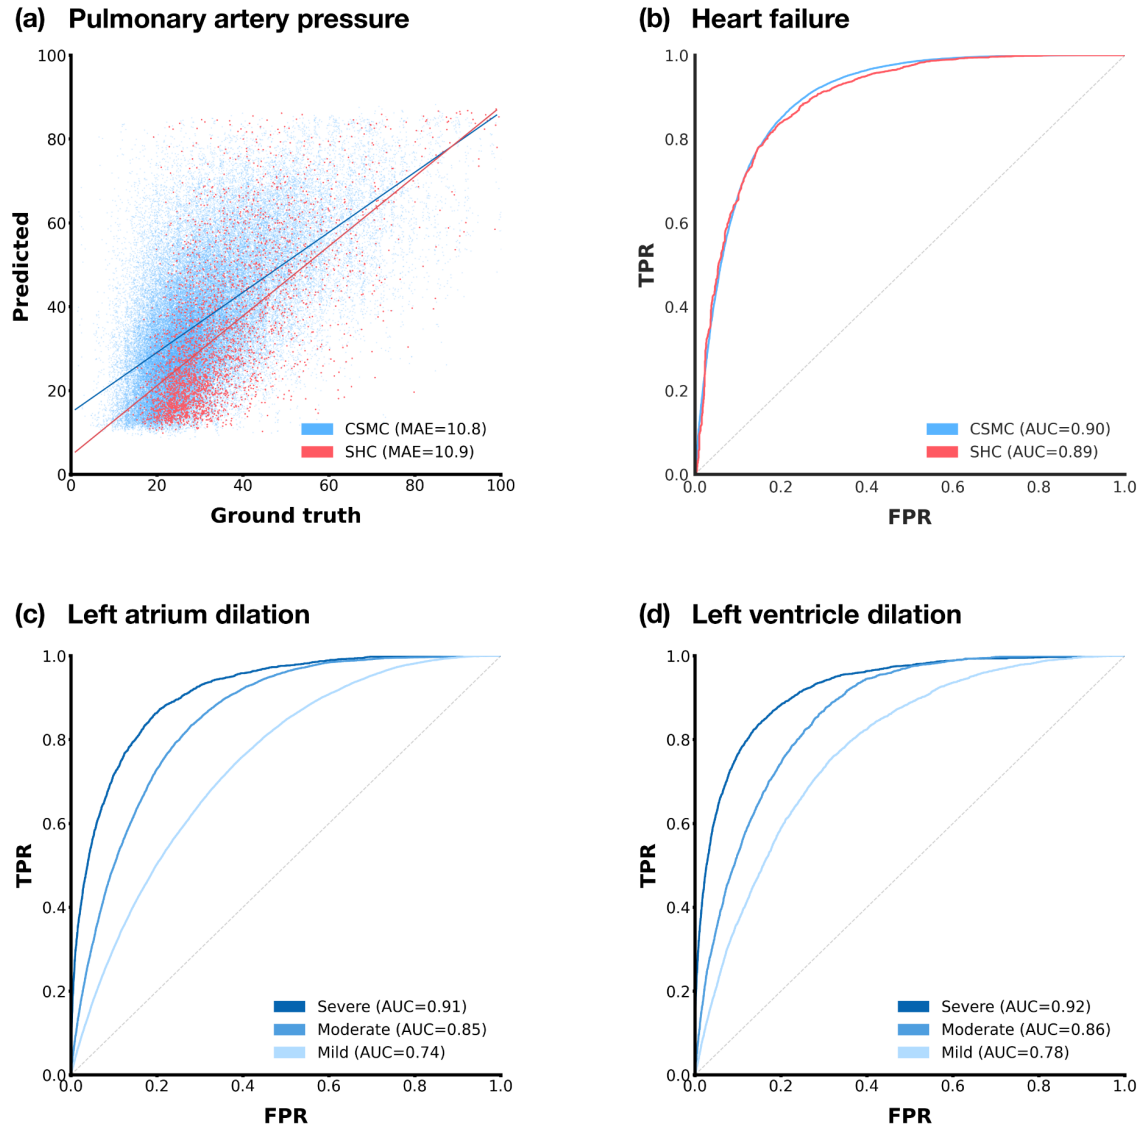 (a) Pulmonary artery pressure
100
80
60
40
20
0
0 20 40 60 80 100
Predicted
Ground truth
CSMC (MAE=10.8)
SHC (MAE=10.9)
(b) Heart failure
1.0
0.8
0.6
0.4
0.2
0.0
0.0 0.2 0.4 0.6 0.8 1.0
TPR
FPR
CSMC (AUC=0.90)
SHC (AUC=0.89)
(c) Left atrium dilation
1.0
0.8
0.6
0.4
0.2
0.0
0.0 0.2 0.4 0.6 0.8 1.0
TPR
FPR
Severe (AUC=0.91)
Moderate (AUC=0.85)
Mild (AUC=0.74)
(d) Left ventricle dilation
1.0
0.8
0.6
0.4
0.2
0.0
0.0 0.2 0.4 0.6 0.8 1.0
TPR
FPR
Severe (AUC=0.92)
Moderate (AUC=0.86)
Mild (AUC=0.78)